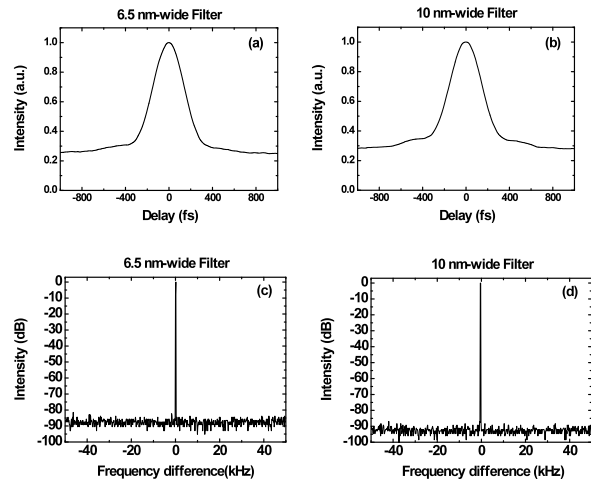 6.5 nm-wide Filter
(a)
Intensity (a.u.)
1.0
0.8
0.6
0.4
0.2
0.0
-800 -400 0 400 800
Delay (fs)
10 nm-wide Filter
(b)
Intensity (a.u.)
1.0
0.8
0.6
0.4
0.2
0.0
-800 -400 0 400 800
Delay (fs)
6.5 nm-wide Filter
(c)
Intensity (dB)
0
-10
-20
-30
-40
-50
-60
-70
-80
-90
-100
-40 -20 0 20 40
Frequency difference(kHz)
10 nm-wide Filter
(d)
Intensity (dB)
0
-10
-20
-30
-40
-50
-60
-70
-80
-90
-100
-40 -20 0 20 40
Frequency difference (kHz)